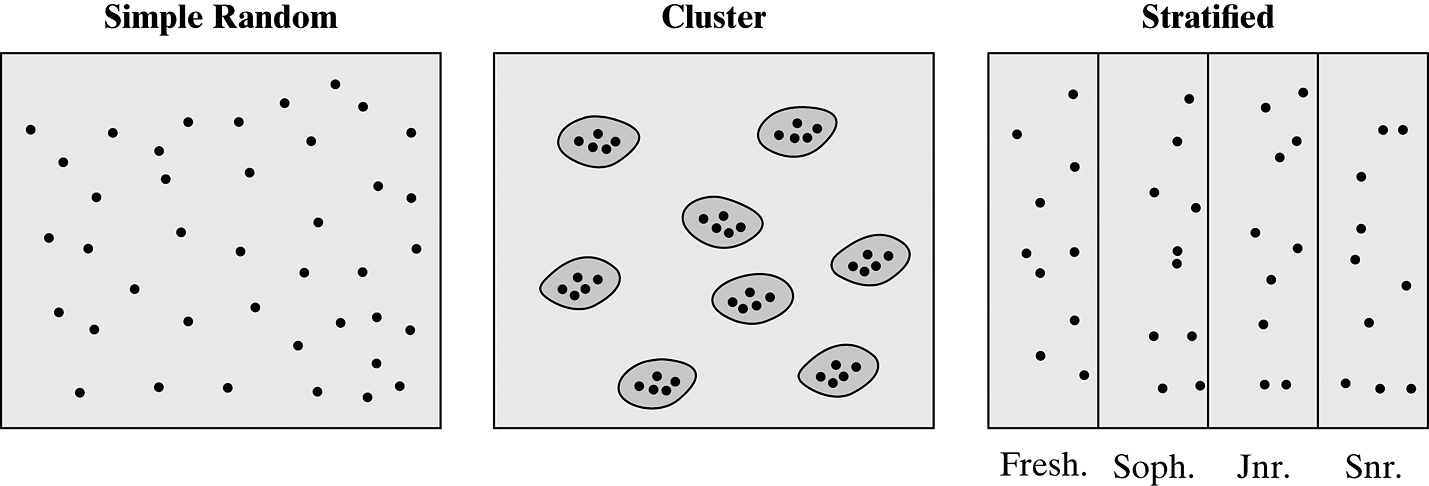 Simple Random
Cluster
Stratified
Fresh.
Soph.
Jnr.
Snr.